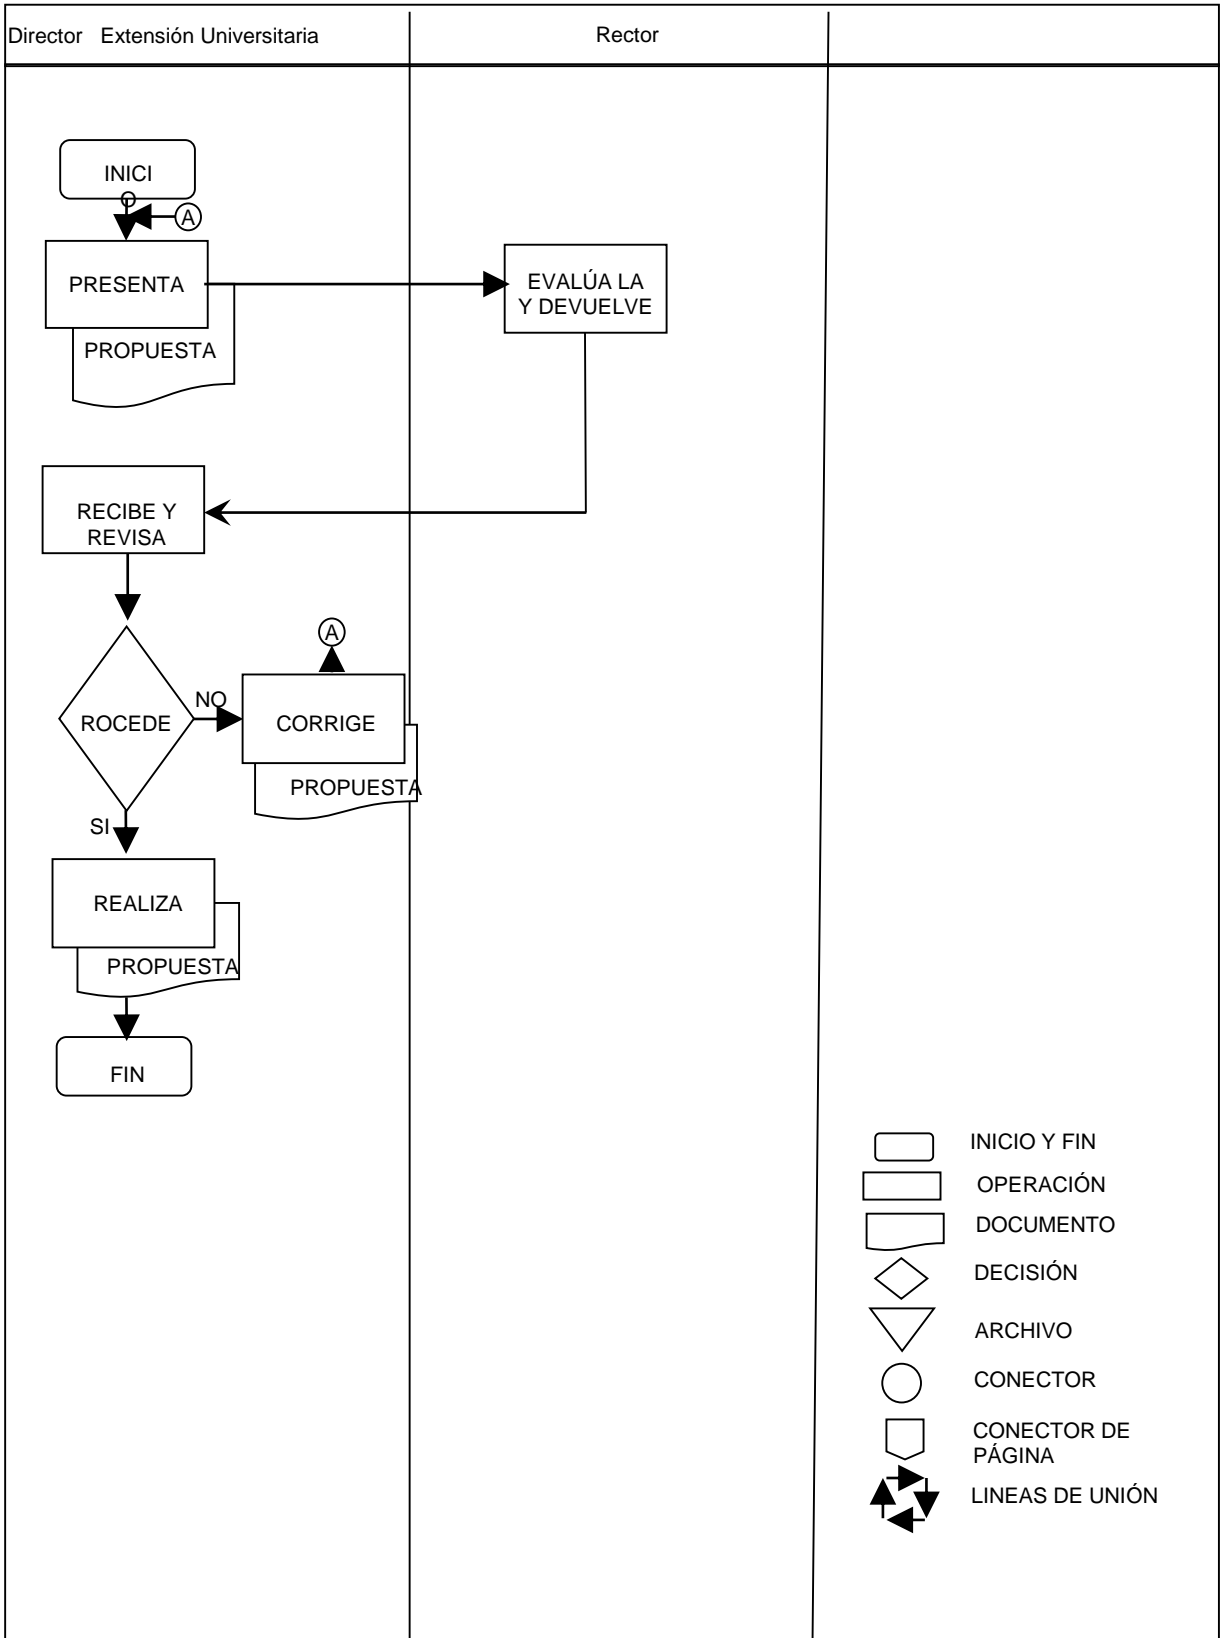 Director Extensión Universitaria
Rector
INICI
O
A
PRESENTA
PROPUESTA
EVALÚA LA
Y DEVUELVE
RECIBE Y
REVISA
A
ROCEDE
NO
CORRIGE
PROPUESTA
SI
REALIZA
PROPUESTA
FIN
INICIO Y FIN
OPERACIÓN
DOCUMENTO
DECISIÓN
ARCHIVO
CONECTOR
CONECTOR DE
PÁGINA
LINEAS DE UNIÓN